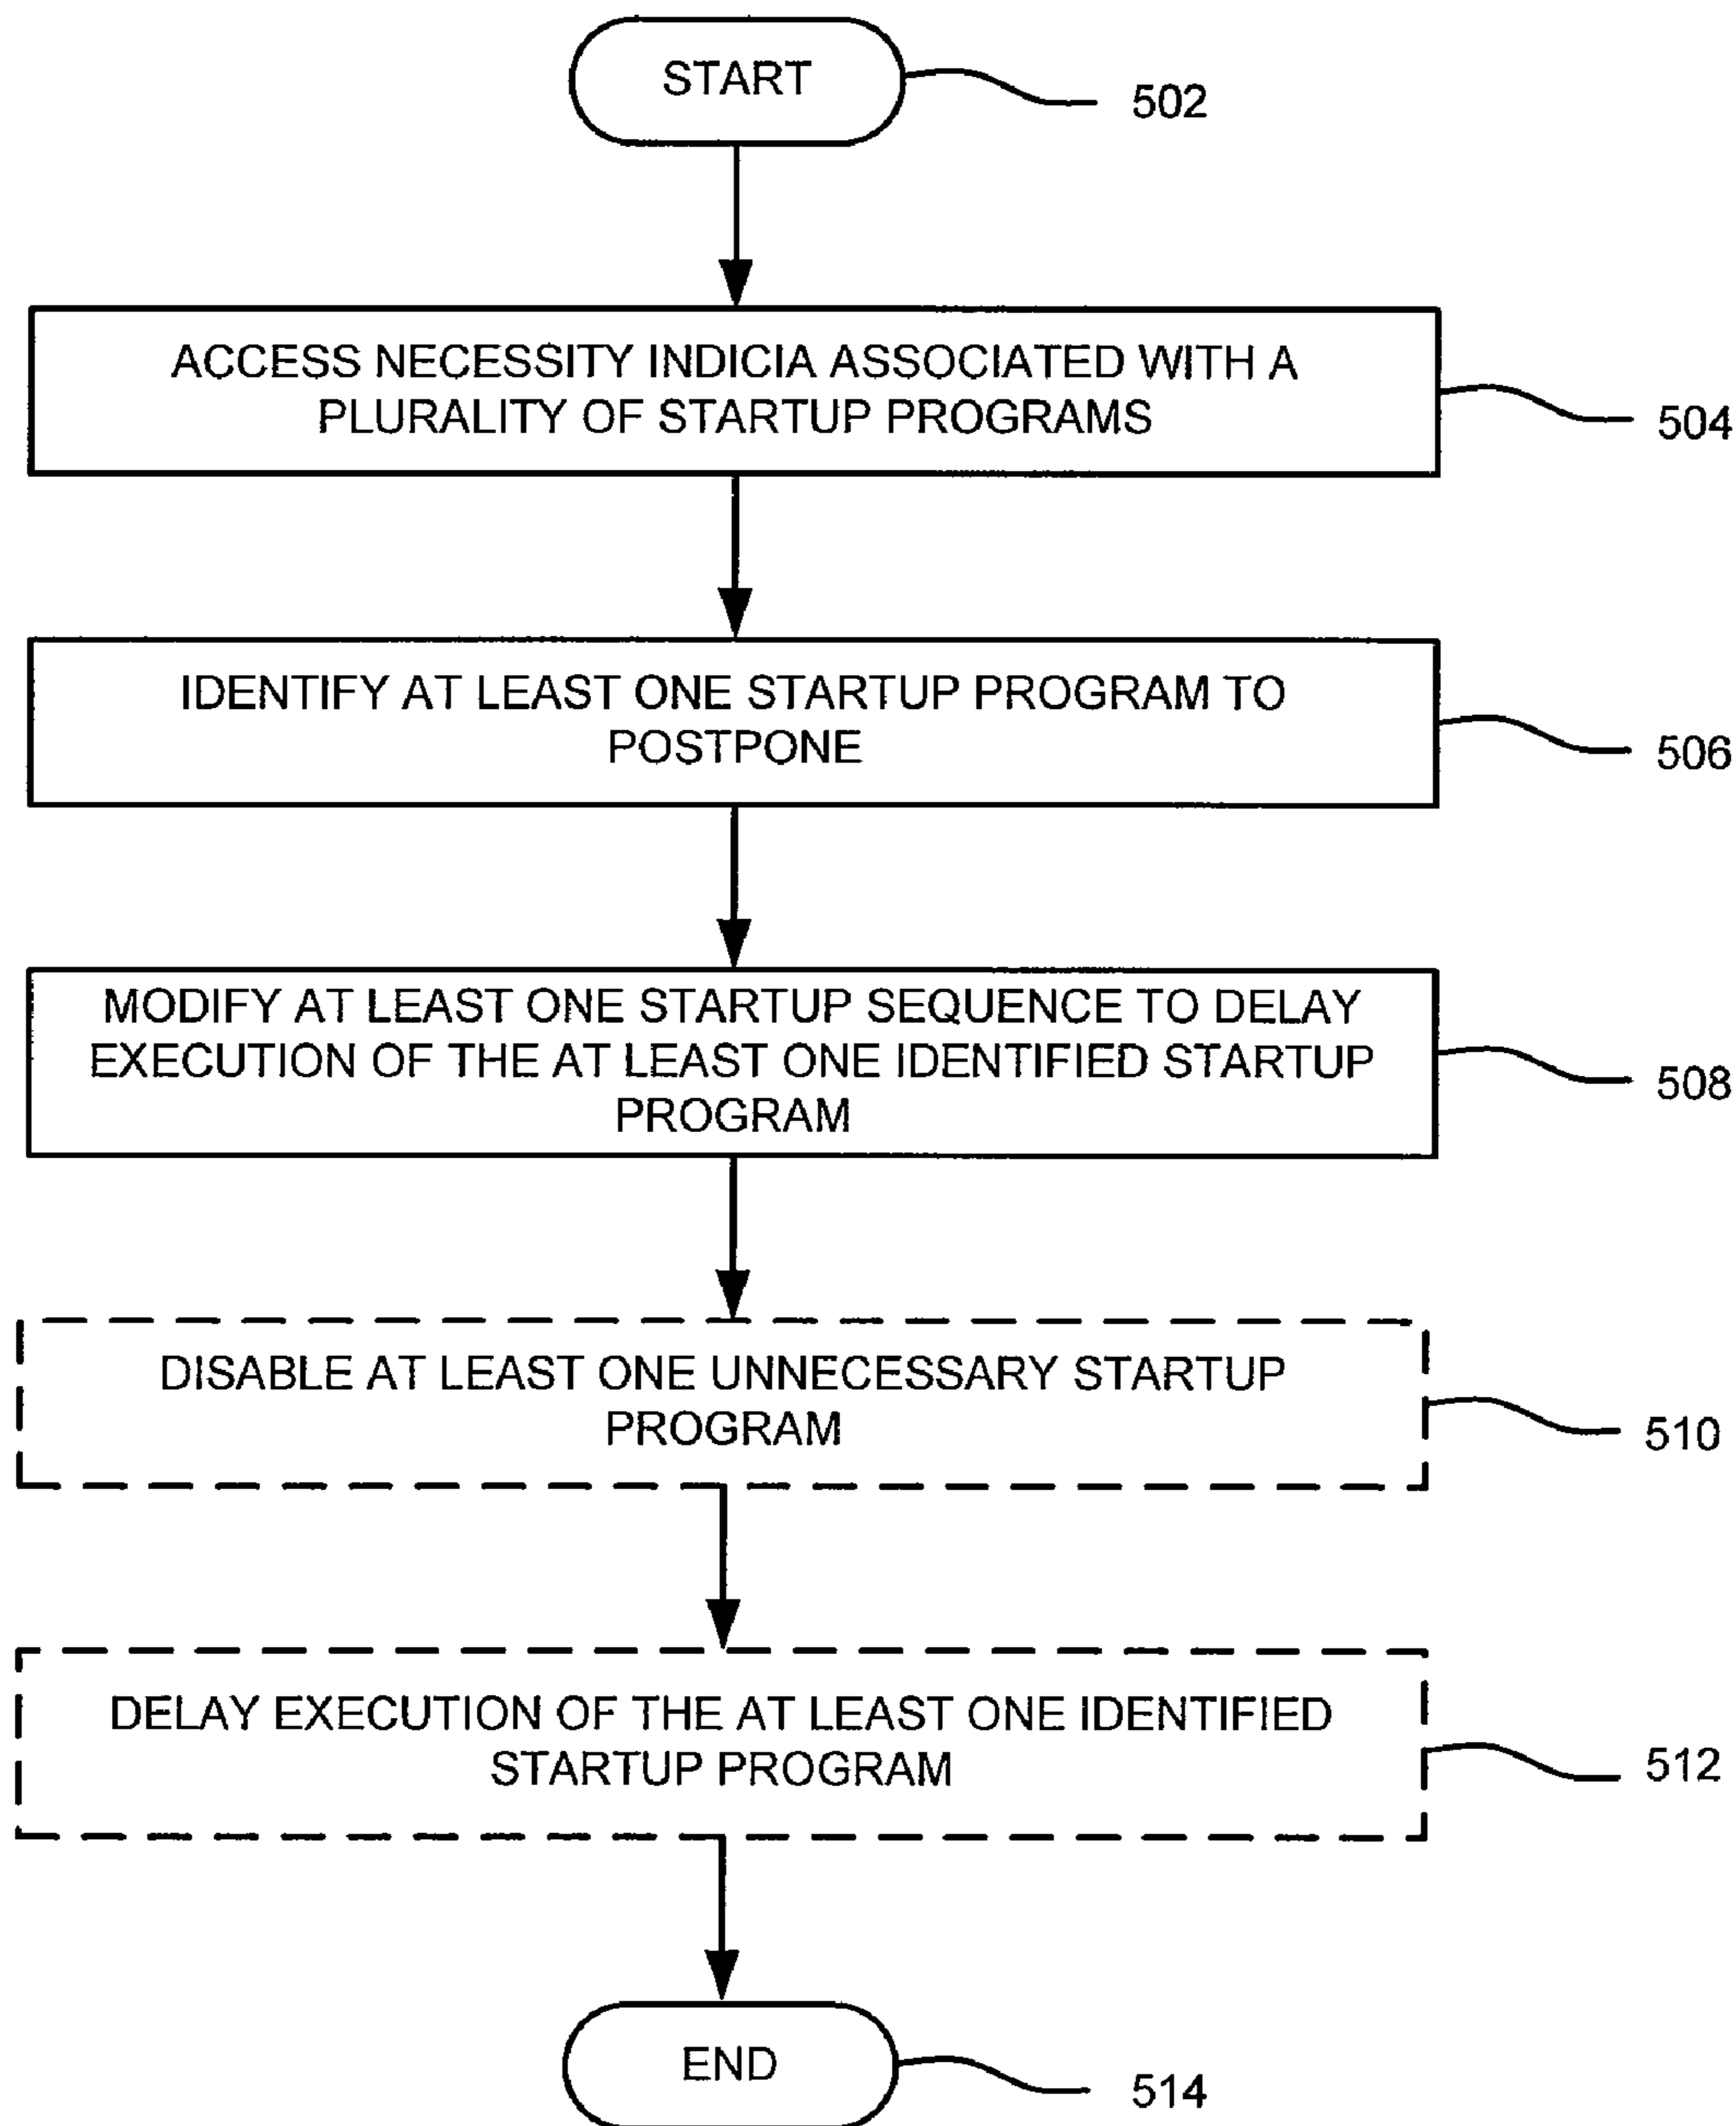 START
502
ACCESS NECESSITY INDICIA ASSOCIATED WITH A
PLURALITY OF STARTUP PROGRAMS
504
IDENTIFY AT LEAST ONE STARTUP PROGRAM TO
POSTPONE
506
MODIFY AT LEAST ONE STARTUP SEQUENCE TO DELAY
EXECUTION OF THE AT LEAST ONE IDENTIFIED STARTUP
PROGRAM
508
DISABLE AT LEAST ONE UNNECESSARY STARTUP
PROGRAM
510
DELAY EXECUTION OF THE AT LEAST ONE IDENTIFIED
STARTUP PROGRAM
512
END
514